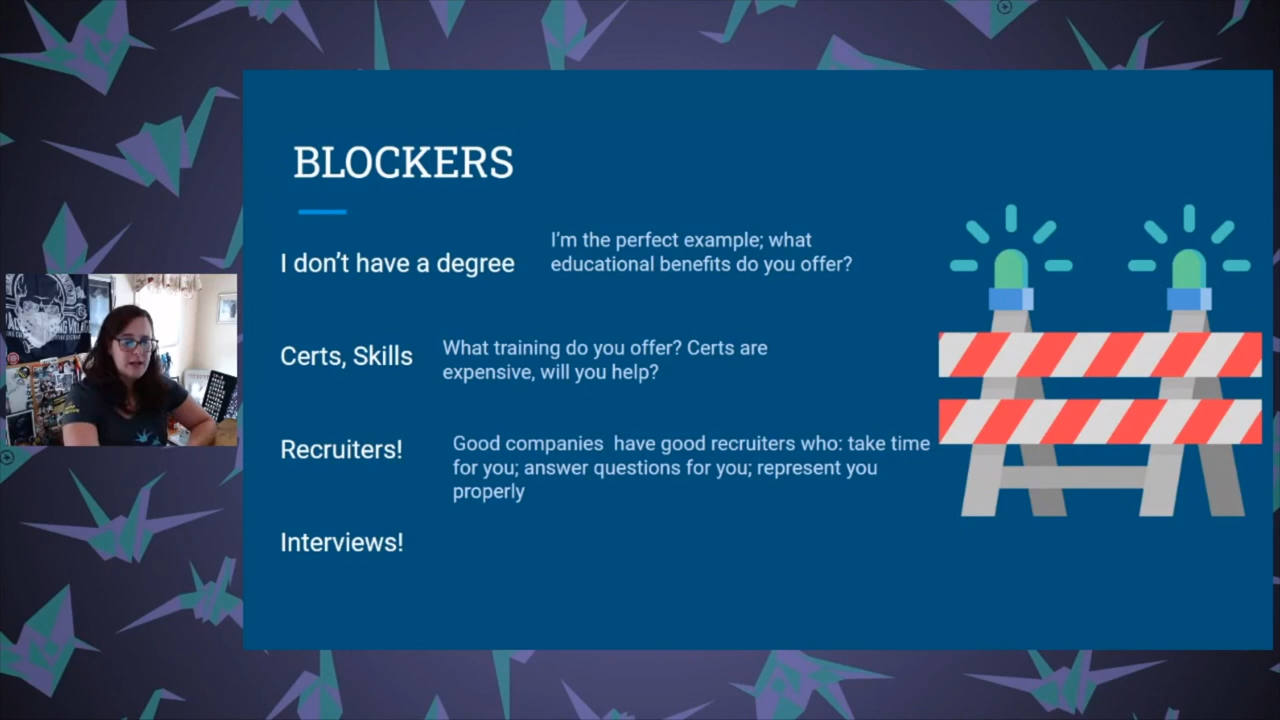 BLOCKERS
I don't have a degree
I'm the perfect example; what
educational benefits do you offer?
Certs, Skills
What training do you offer? Certs are
expensive, will you help?
Recruiters!
Good companies have good recruiters who: take time
for you; answer questions for you; represent you
properly
Interviews!